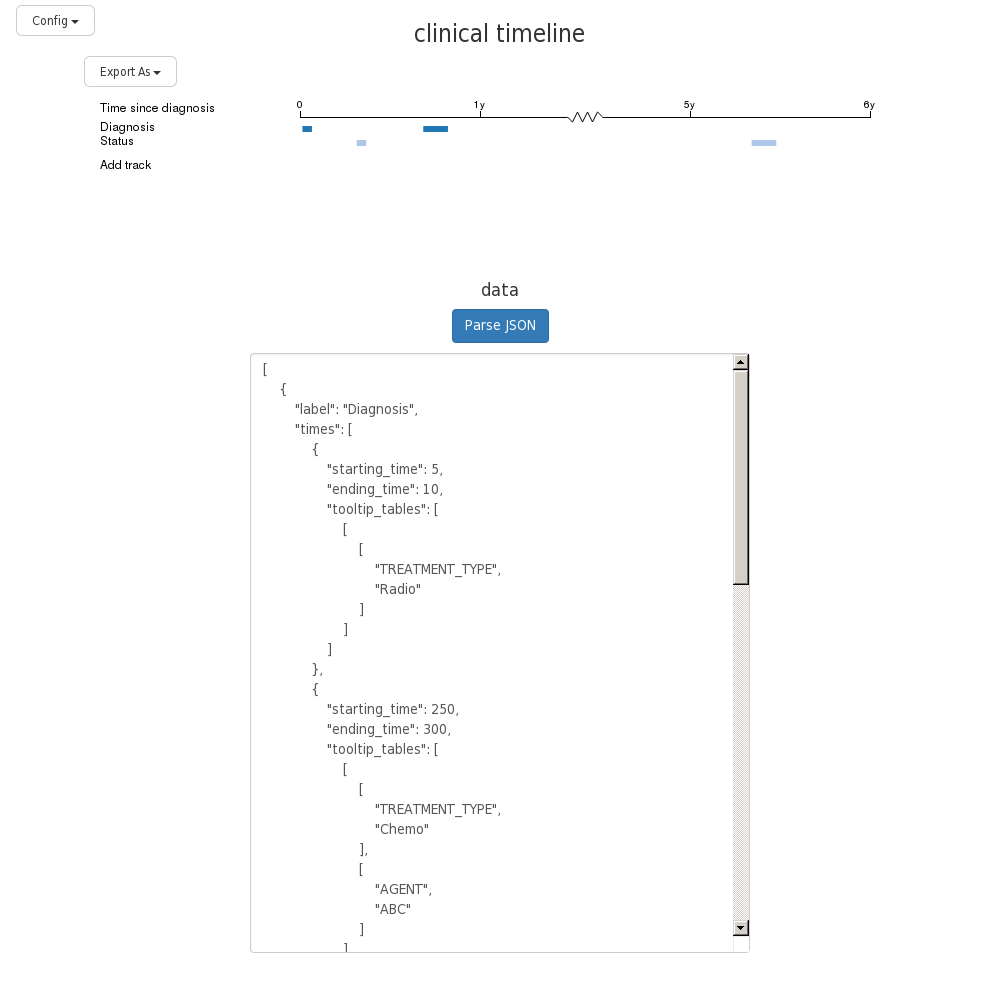 Config
clinical timeline
Export As
Time since diagnosis 0 1y 5y 6y
Diagnosis
Status
Add track
data
Parse JSON
[
{
"label": "Diagnosis",
"times": [
{
"starting_time": 5,
"ending_time": 10,
"tooltip_tables": [
[
[
"TREATMENT_TYPE",
"Radio"
]
]
]
},
{
"starting_time": 250,
"ending_time": 300,
"tooltip_tables": [
[
[
"TREATMENT_TYPE",
"Chemo"
],
[
"AGENT",
"ABC"
]
]